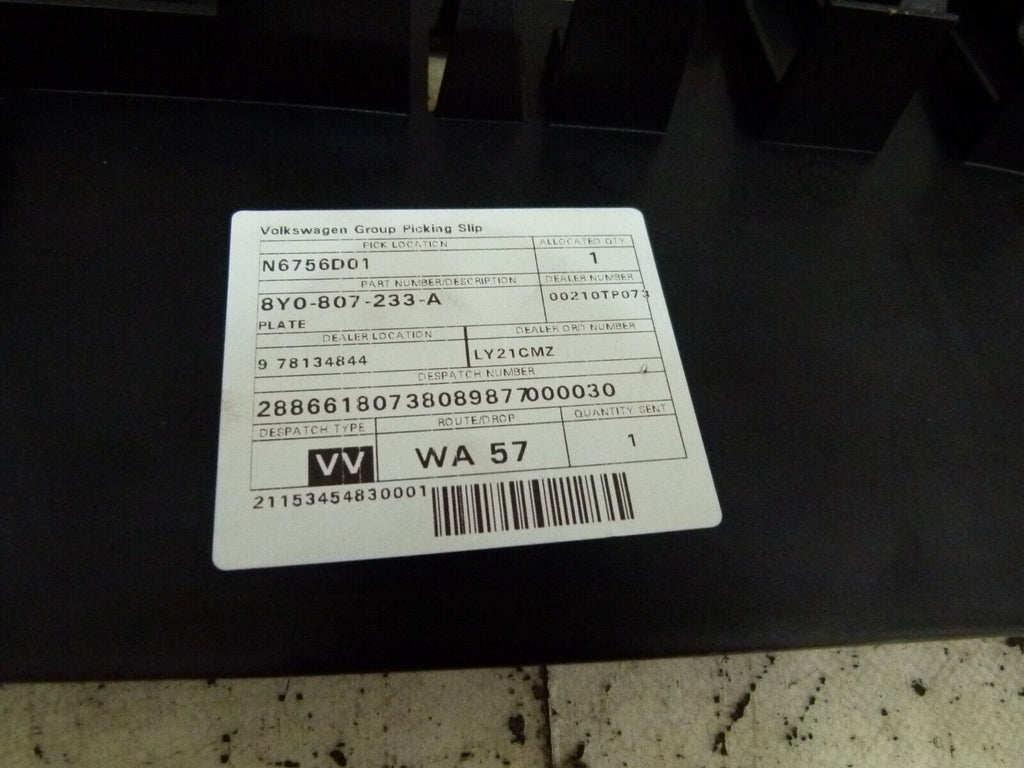 Volkswagen Group Picking Slip
PICK LOCATION ALLOCATED QTY
N6756D01 1
PART NUMBER/DESCRIPTION DEALER NUMBER
8Y0-807-233-A 00210TP073
PLATE
DEALER LOCATION DEALER ORD NUMBER
9 78134844 LY21CMZ
DESPATCH NUMBER
28866180738089877000030
DESPATCH TYPE ROUTE/DROP QUANTITY SENT
VV WA 57 1
21153454830001